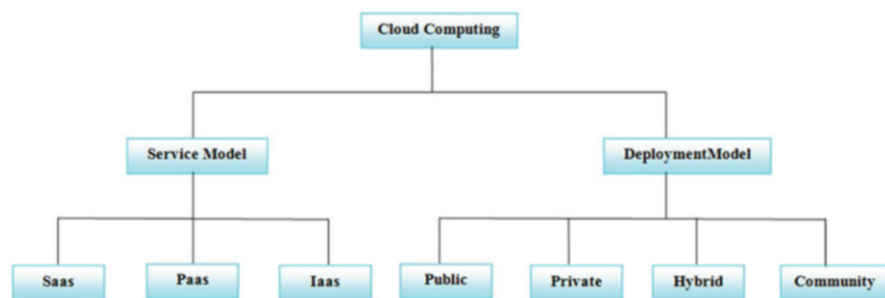 Cloud Computing
Service Model
DeploymentModel
Saas
Paas
Iaas
Public
Private
Hybrid
Community